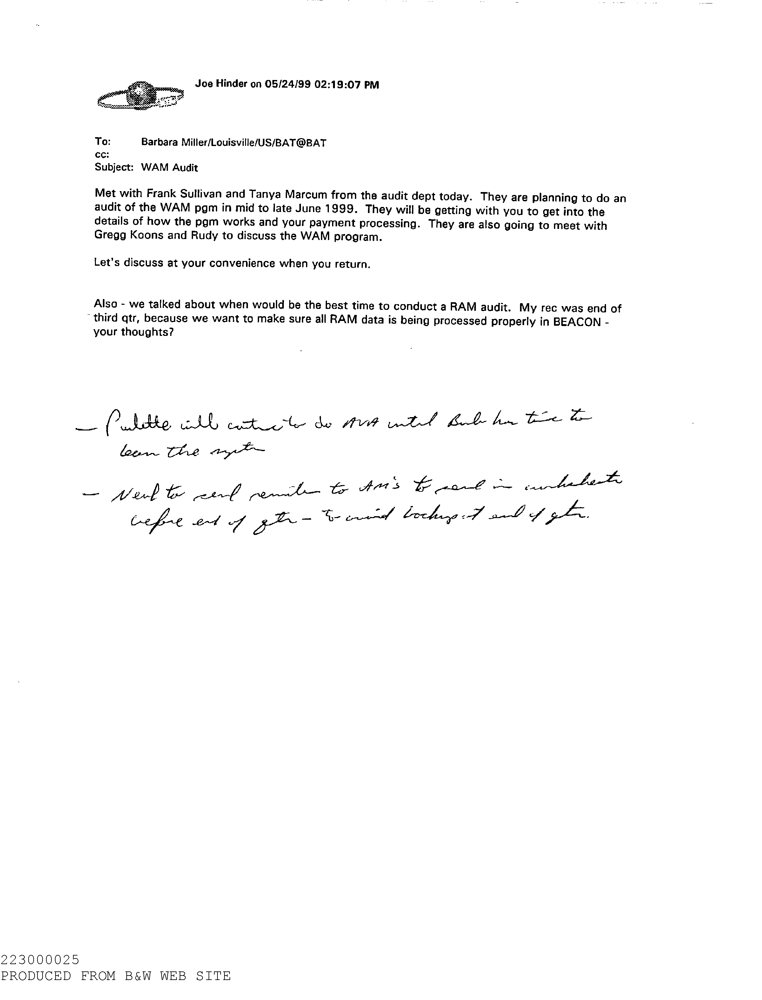 Joe Hinder on 05/24/99 02:19:07 PM
To: Barbara Miller/Louisville/US/BAT@BAT
cc:
Subject: WAM Audit
Met with Frank Sullivan and Tanya Marcum from the audit dept today. They are planning to do an
audit of the WAM pgm in mid to late June 1999. They will be getting with you to get into the
details of how the pgm works and your payment processing. They are also going to meet with
Gregg Koons and Rudy to discuss the WAM program.
Let's discuss at your convenience when you return.
Also - we talked about when would be the best time to conduct a RAM audit. My rec was end of
third qtr, because we want to make sure all RAM data is being processed properly in BEACON -
your thoughts?
- Paulette will continue to do until Barb has time to
learn the system
- Need to send reminder to AM's to send in worksheets
before end of qtr - to avoid backup at end of qtr.
223000025
PRODUCED FROM B&W WEB SITE